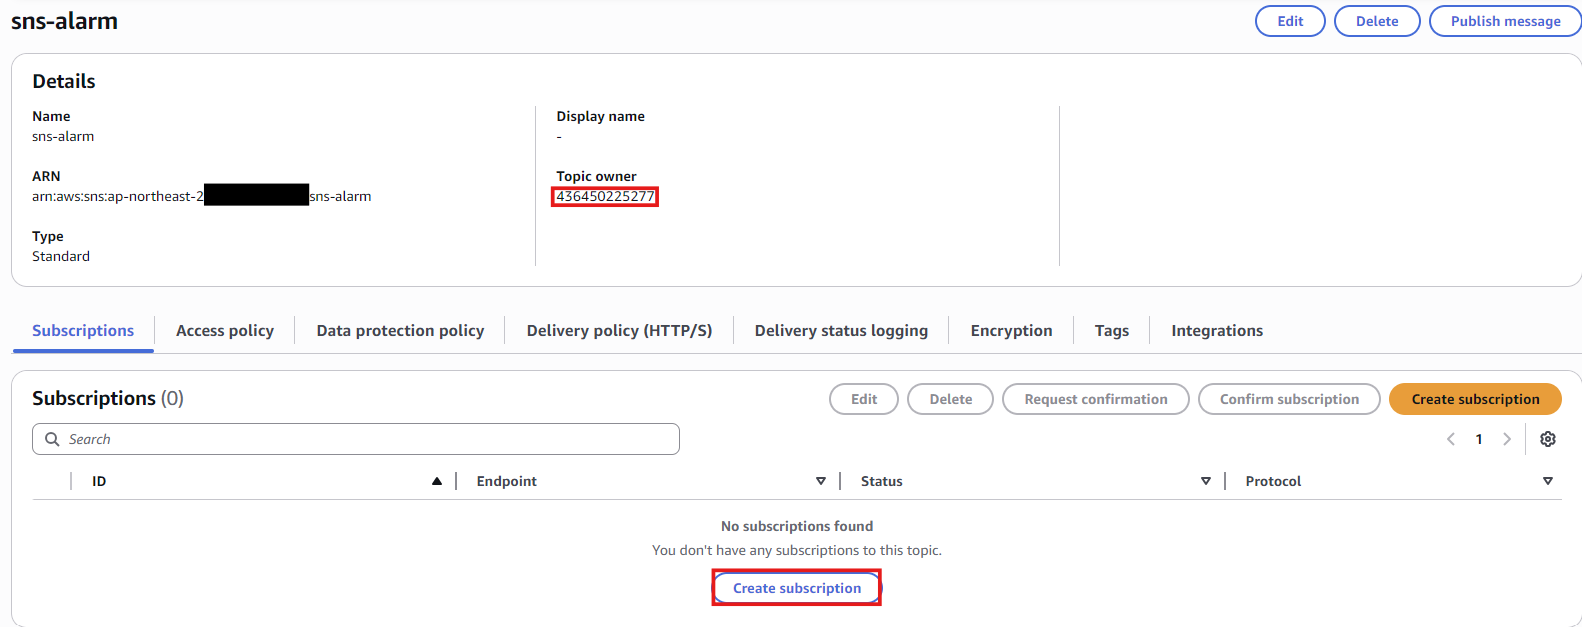 sns-alarm
Edit
Delete
Publish message
Details
Name
sns-alarm
Display name
-
ARN
arn:aws:sns:ap-northeast-2
sns-alarm
Topic owner
436450225277
Type
Standard
Subscriptions
Access policy
Data protection policy
Delivery policy (HTTP/S)
Delivery status logging
Encryption
Tags
Integrations
Subscriptions (0)
Edit
Delete
Request confirmation
Confirm subscription
Create subscription
Search
1
ID
Endpoint
Status
Protocol
No subscriptions found
You don't have any subscriptions to this topic.
Create subscription